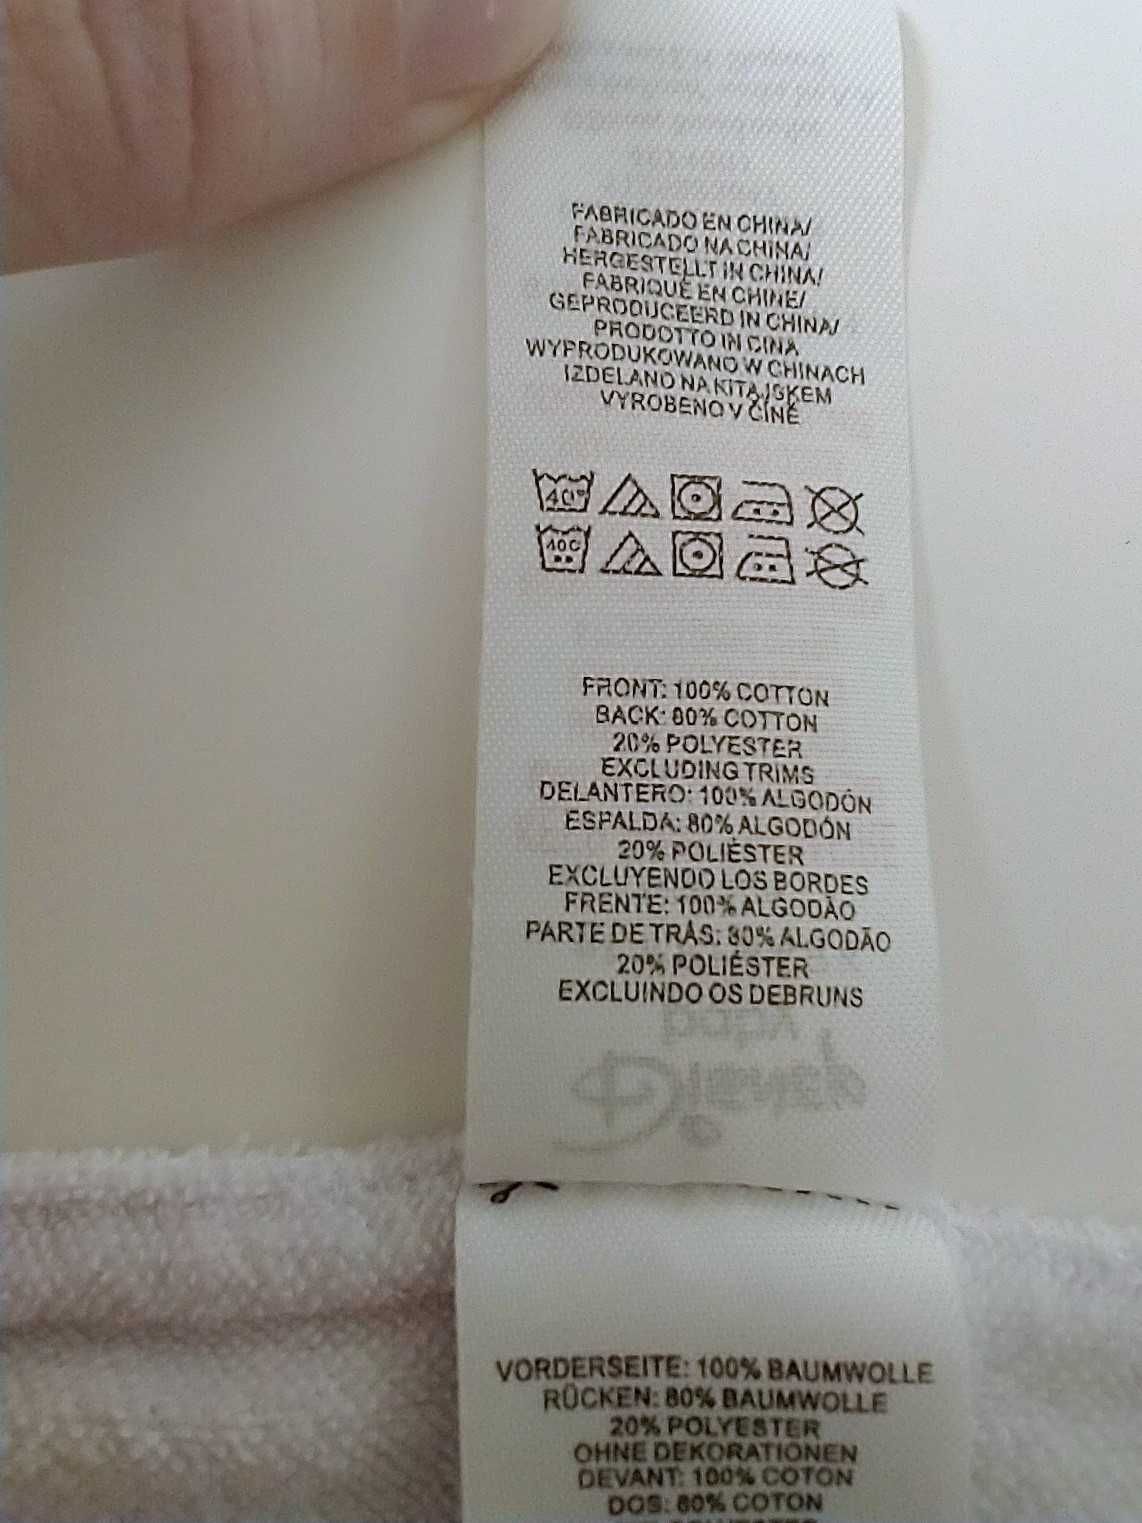 FABRICADO EN CHINA/
FABRICADO NA CHINA/
HERGESTELLT IN CHINA/
FABRIQUÉ EN CHINE/
GEPRODUCEERD IN CHINA/
PRODOTTO IN CINA
WYPRODUKOWANO W CHINACH
IZDELANO NA KITAJSKEM
VYROBENO V ČÍNĚ
40°
40C
FRONT: 100% COTTON
BACK: 80% COTTON
20% POLYESTER
EXCLUDING TRIMS
DELANTERO: 100% ALGODÓN
ESPALDA: 80% ALGODÓN
20% POLIÉSTER
EXCLUYENDO LOS BORDES
FRENTE: 100% ALGODÃO
PARTE DE TRÁS: 80% ALGODÃO
20% POLIÉSTER
EXCLUINDO OS DEBRUNS
VORDERSEITE: 100% BAUMWOLLE
RÜCKEN: 80% BAUMWOLLE
20% POLYESTER
OHNE DEKORATIONEN
DEVANT: 100% COTON
DOS: 80% COTON